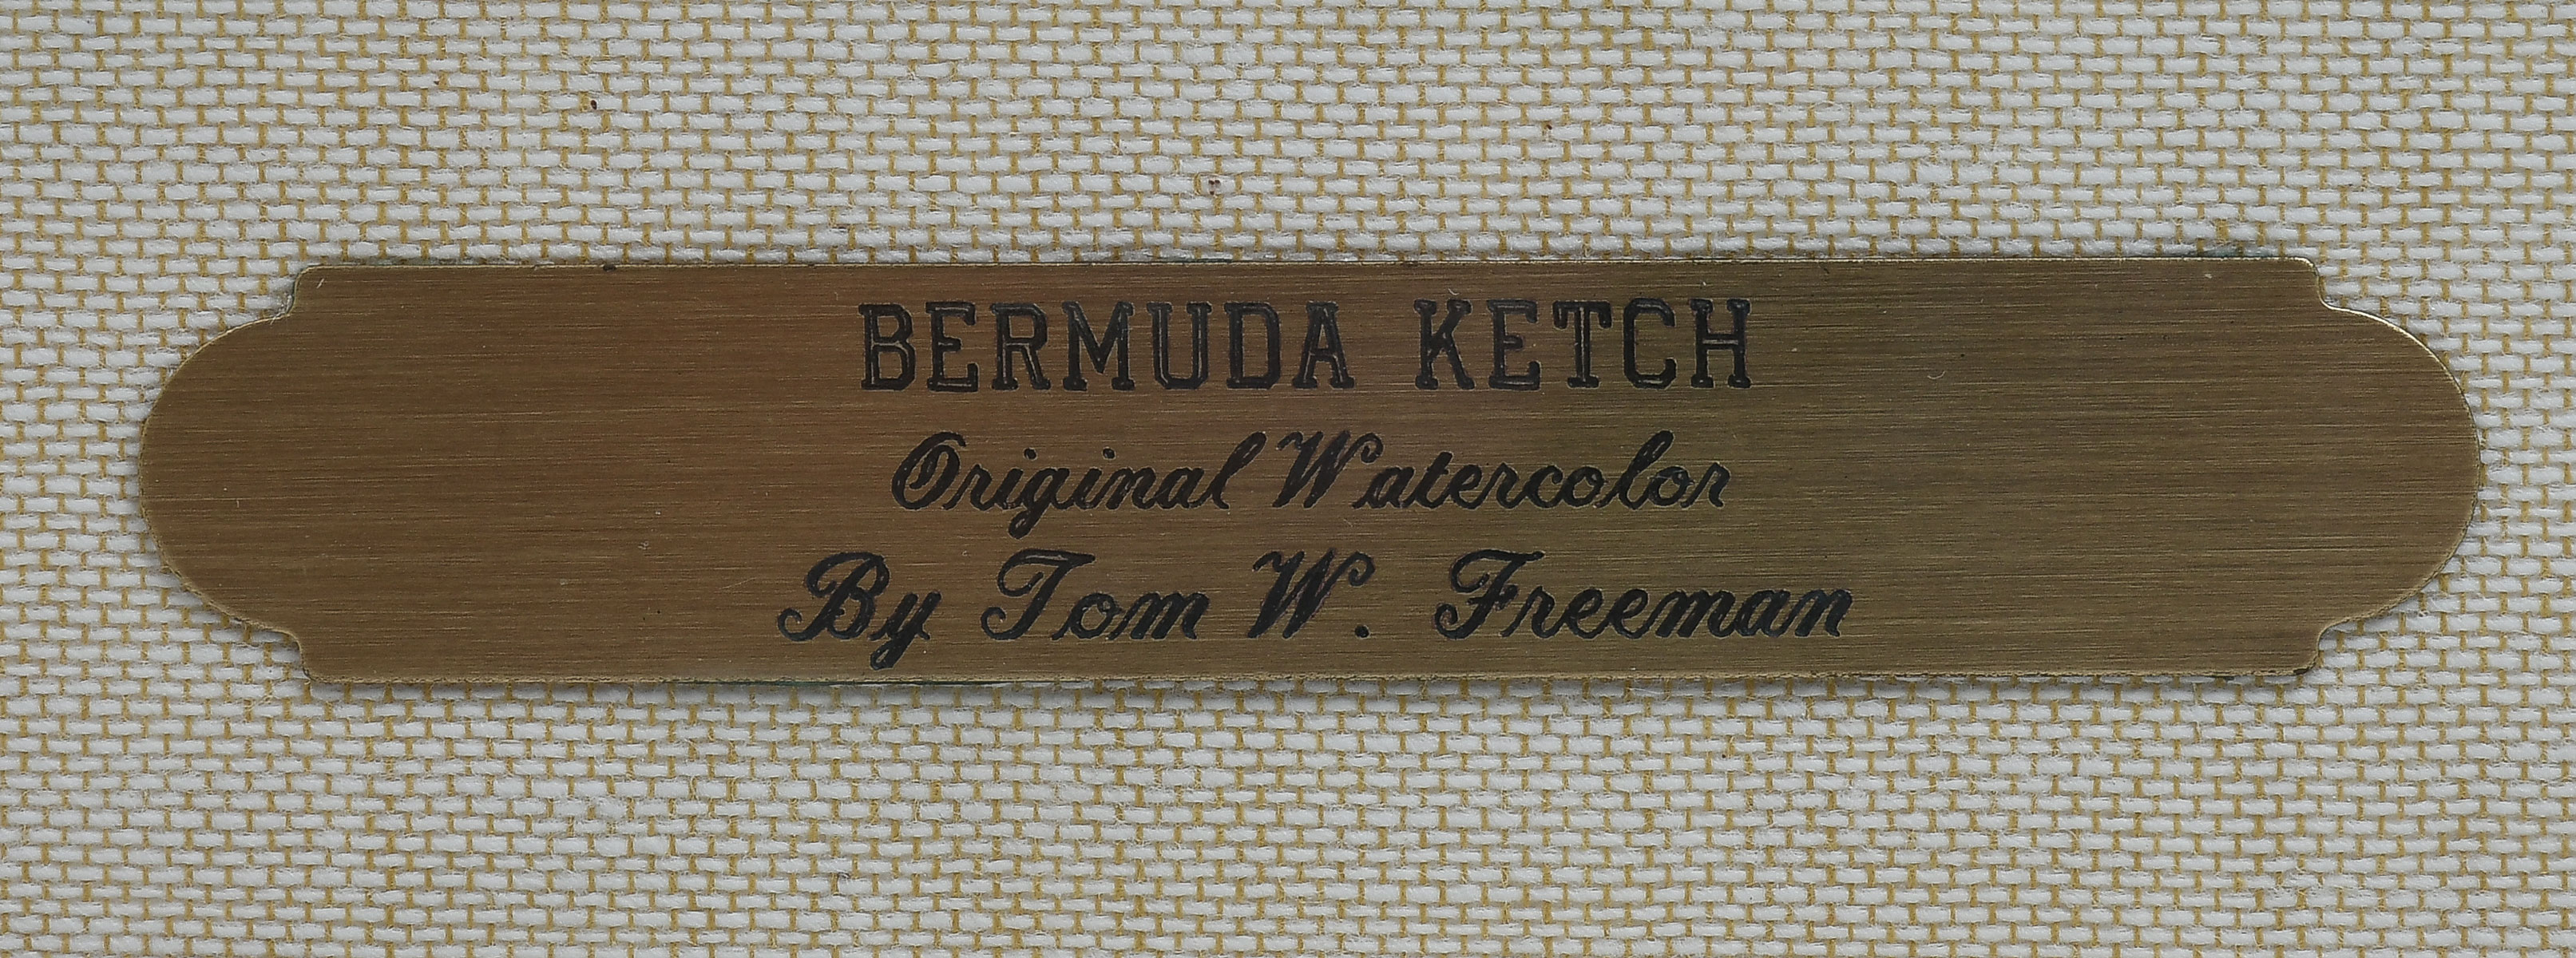 BERMUDA KETCH
Original Watercolor
By Tom W. Freeman